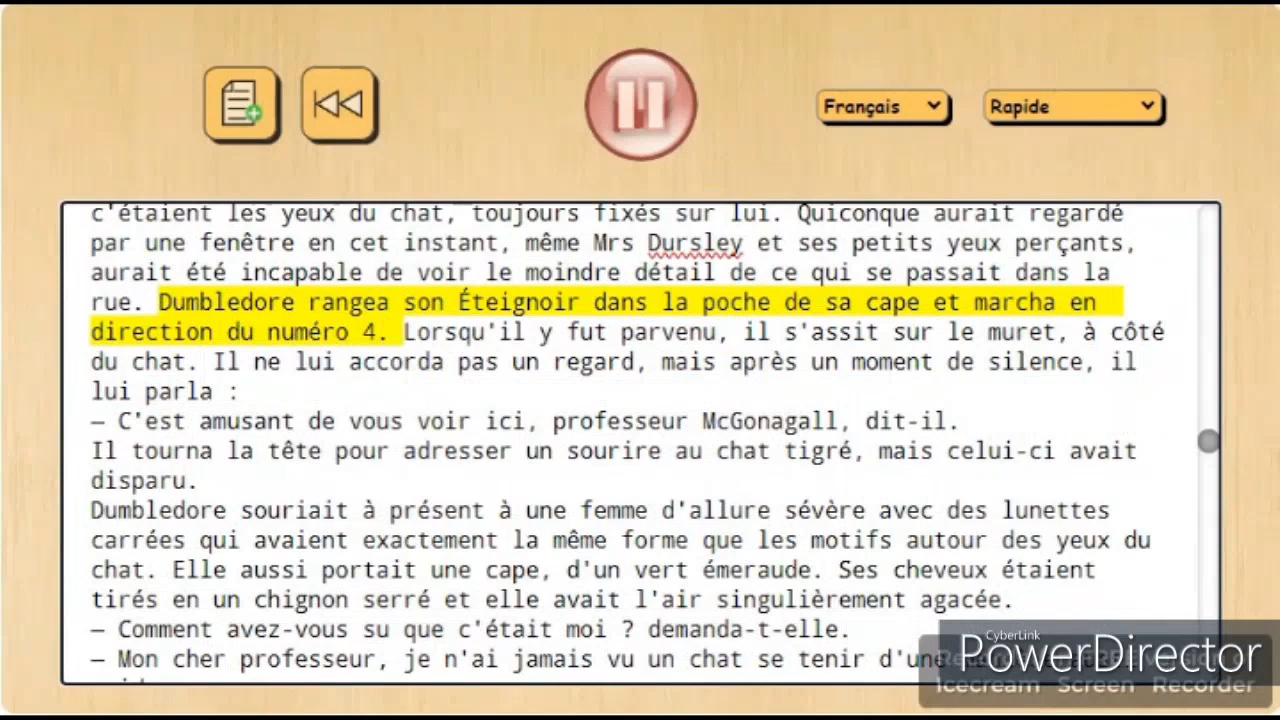 Français
Rapide
c'étaient les yeux du chat, toujours fixés sur lui. Quiconque aurait regardé
par une fenêtre en cet instant, même Mrs Dursley et ses petits yeux perçants,
aurait été incapable de voir le moindre détail de ce qui se passait dans la
rue. Dumbledore rangea son Éteignoir dans la poche de sa cape et marcha en
direction du numéro 4. Lorsqu'il y fut parvenu, il s'assit sur le muret, à côté
du chat. Il ne lui accorda pas un regard, mais après un moment de silence, il
lui parla :
– C'est amusant de vous voir ici, professeur McGonagall, dit-il.
Il tourna la tête pour adresser un sourire au chat tigré, mais celui-ci avait
disparu.
Dumbledore souriait à présent à une femme d'allure sévère avec des lunettes
carrées qui avaient exactement la même forme que les motifs autour des yeux du
chat. Elle aussi portait une cape, d'un vert émeraude. Ses cheveux étaient
tirés en un chignon serré et elle avait l'air singulièrement agacée.
– Comment avez-vous su que c'était moi ? demanda-t-elle.
– Mon cher professeur, je n'ai jamais vu un chat se tenir d'une
CyberLink
PowerDirector
Icecream Screen Recorder